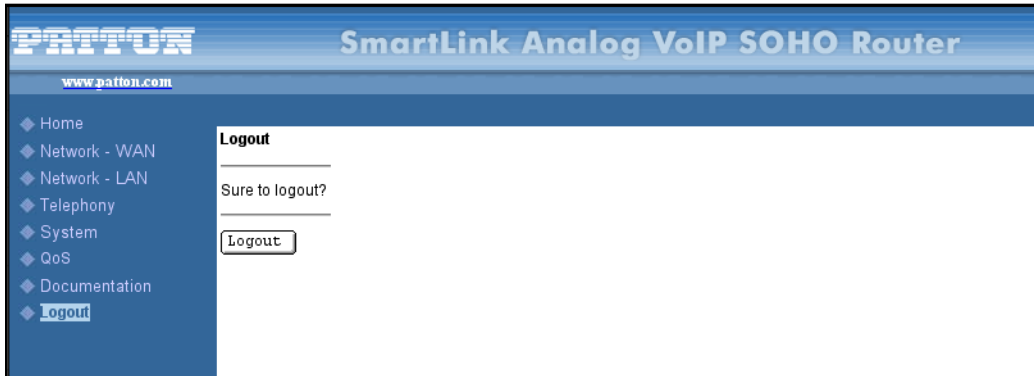 PATTON
SmartLink Analog VoIP SOHO Router
www.patton.com
Home
Network - WAN
Network - LAN
Telephony
System
QoS
Documentation
Logout
Logout
Sure to logout?
Logout